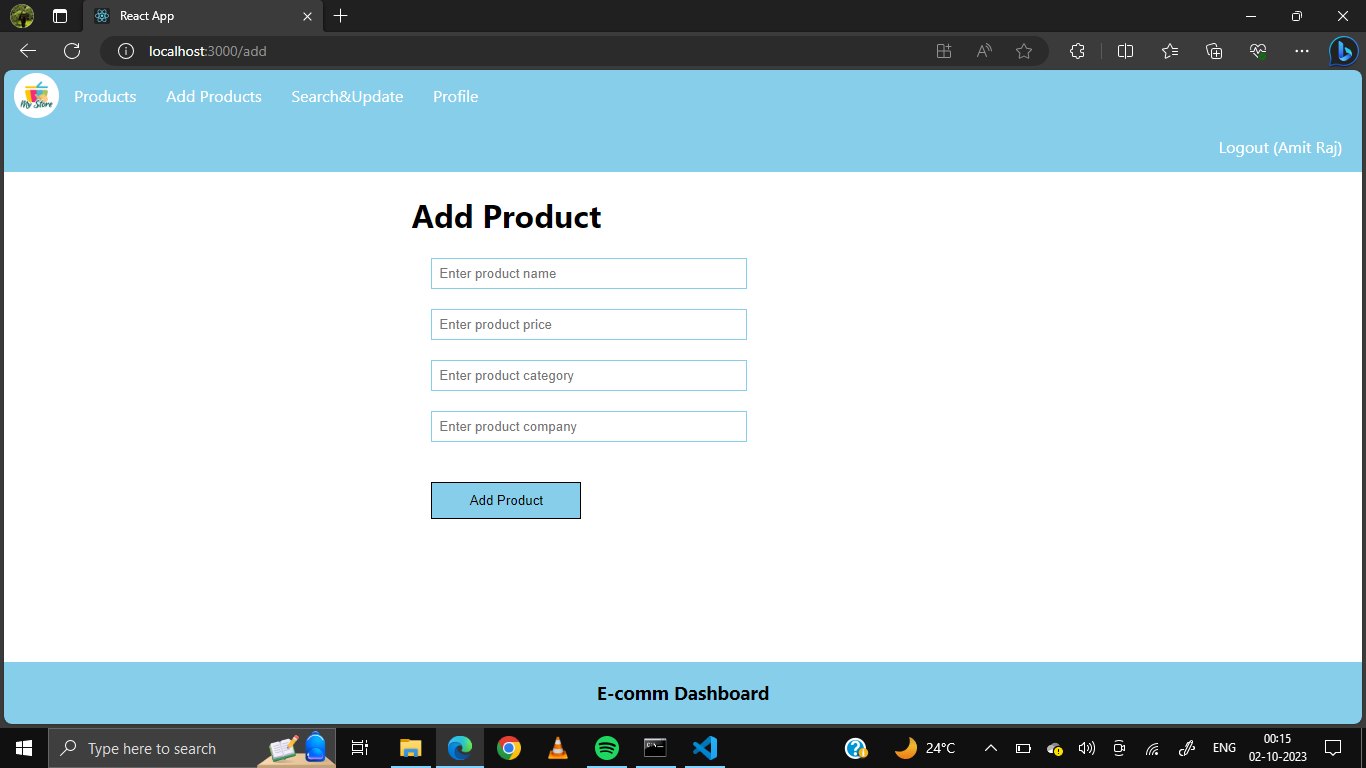 React App
localhost:3000/add
My Store
Products Add Products Search&Update Profile
Logout (Amit Raj)
Add Product
Enter product name
Enter product price
Enter product category
Enter product company
Add Product
E-comm Dashboard
Type here to search
24°C
ENG
00:15
02-10-2023